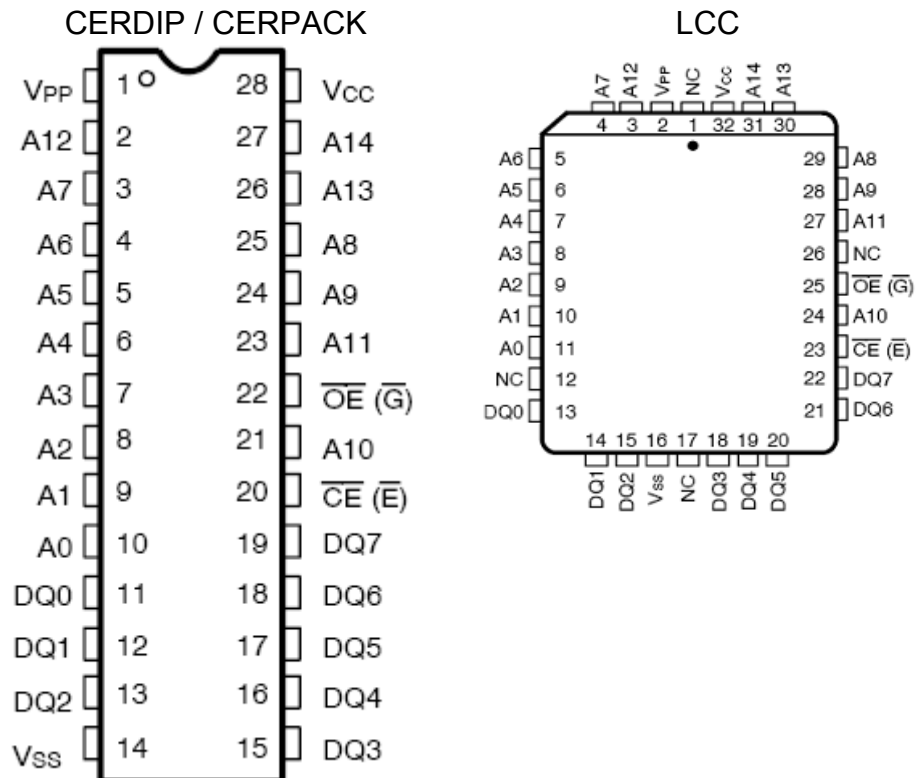 CERDIP / CERPACK
VPP 1 28 VCC
A12 2 27 A14
A7 3 26 A13
A6 4 25 A8
A5 5 24 A9
A4 6 23 A11
A3 7 22 O̅E̅ (G̅)
A2 8 21 A10
A1 9 20 C̅E̅ (E̅)
A0 10 19 DQ7
DQ0 11 18 DQ6
DQ1 12 17 DQ5
DQ2 13 16 DQ4
VSS 14 15 DQ3
LCC
A7 A12 VPP NC VCC A14 A13
4 3 2 1 32 31 30
A6 5 29 A8
A5 6 28 A9
A4 7 27 A11
A3 8 26 NC
A2 9 25 O̅E̅ (G̅)
A1 10 24 A10
A0 11 23 C̅E̅ (E̅)
NC 12 22 DQ7
DQ0 13 21 DQ6
14 15 16 17 18 19 20
DQ1 DQ2 VSS NC DQ3 DQ4 DQ5